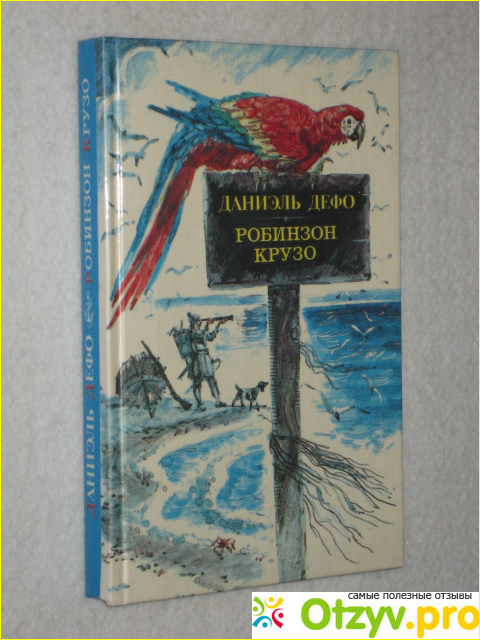 ДАНИЭЛЬ ДЕФО
РОБИНЗОН
КРУЗО
ДАНИЭЛЬ ДЕФО РОБИНЗОН КРУЗО
самые полезные отзывы
Otzyv.pro